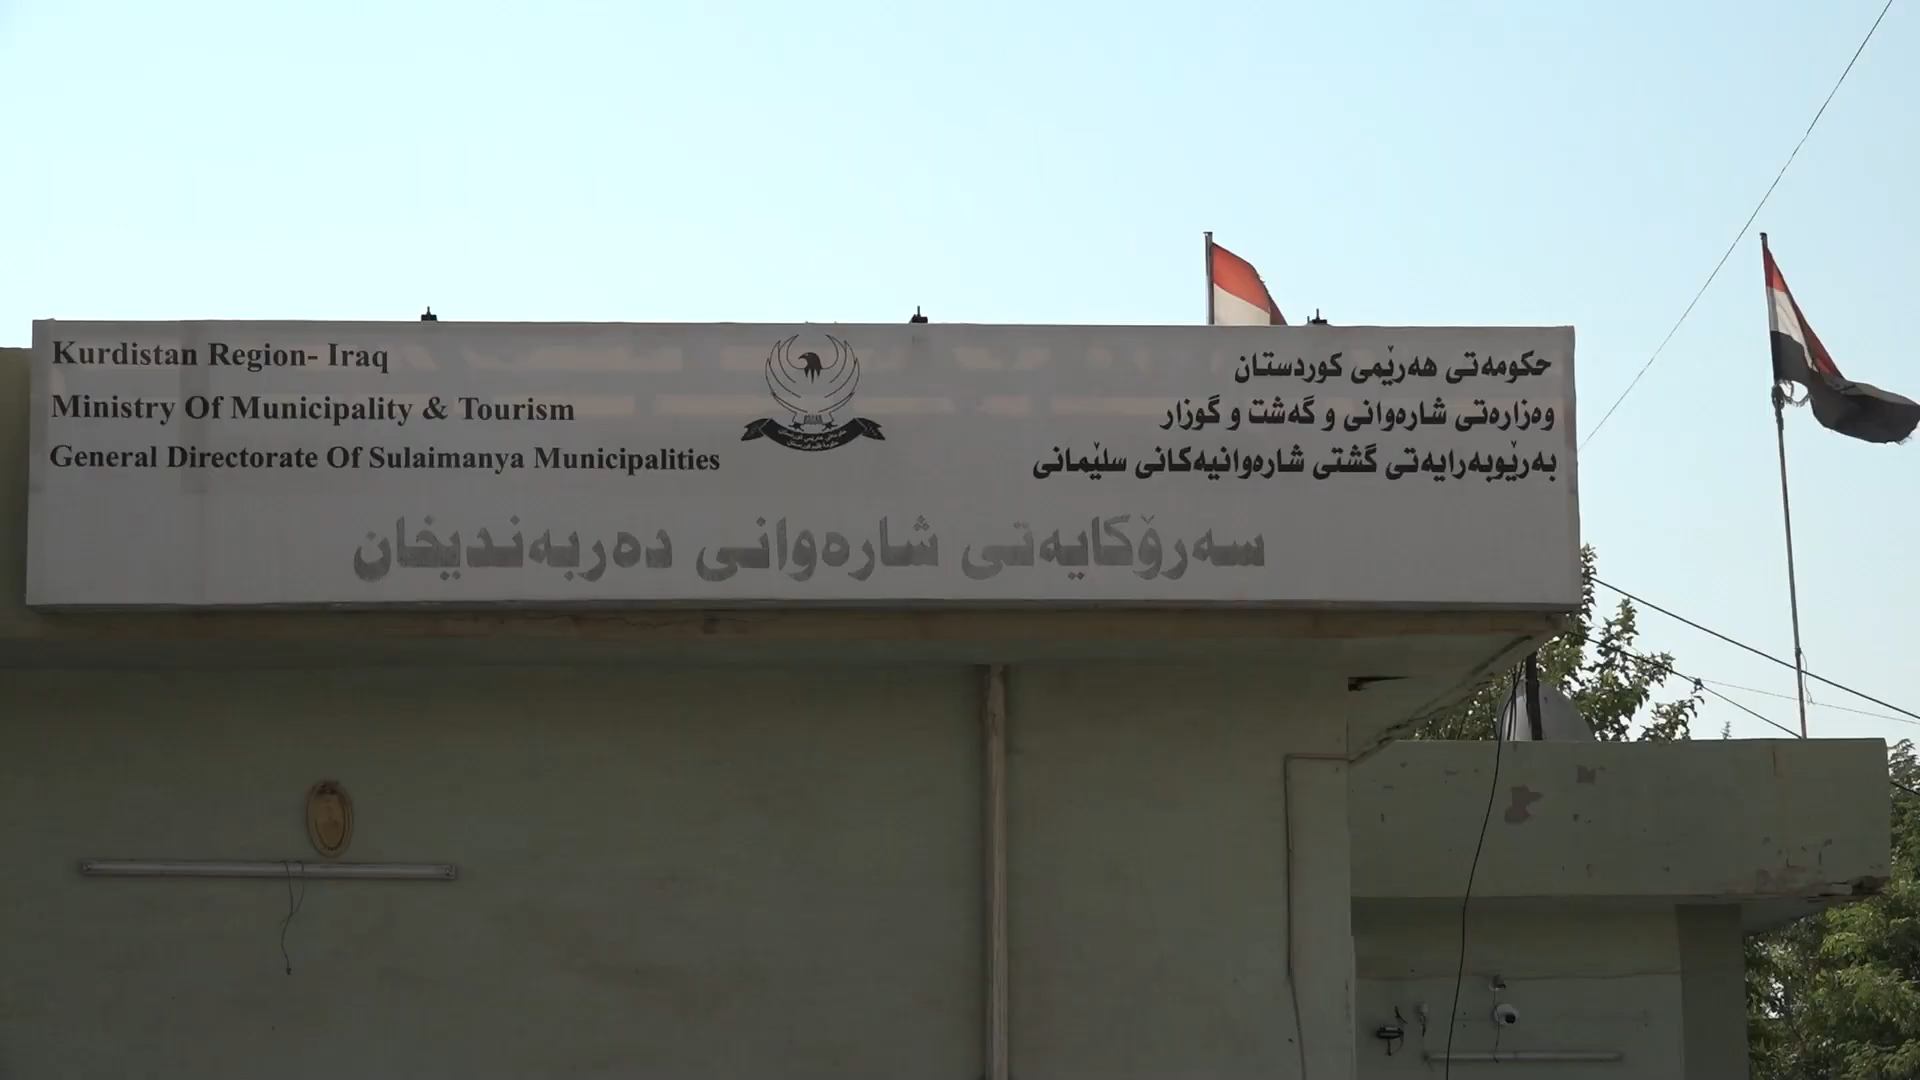 Kurdistan Region- Iraq
Ministry Of Municipality & Tourism
General Directorate Of Sulaimanya Municipalities
حکومەتی هەرێمی کوردستان
وەزارەتی شارەوانی و گەشت و گوزار
بەرێوبەرایەتی گشتی شارەوانیەکانی سلێمانی
سەرۆکایەتی شارەوانی دەربەندیخان